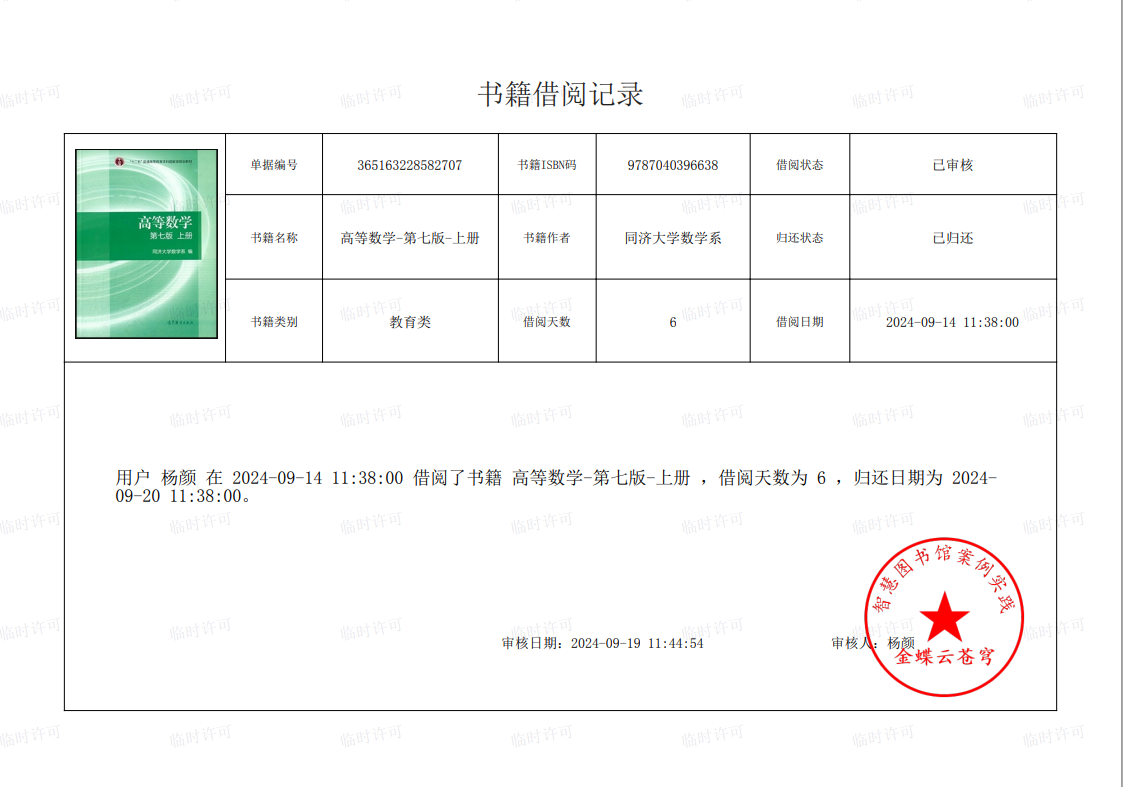 书籍借阅记录
单据编号 365163228582707 书籍ISBN码 9787040396638 借阅状态 已审核
高等数学
第七版 上册
同济大学数学系 编
书籍名称 高等数学-第七版-上册 书籍作者 同济大学数学系 归还状态 已归还
书籍类别 教育类 借阅天数 6 借阅日期 2024-09-14 11:38:00
用户 杨颜 在 2024-09-14 11:38:00 借阅了书籍 高等数学-第七版-上册 ，借阅天数为 6 ，归还日期为 2024-
09-20 11:38:00。
智慧图书馆案例实践
审核日期：2024-09-19 11:44:54 审核人：杨颜
金蝶云苍穹
临时许可